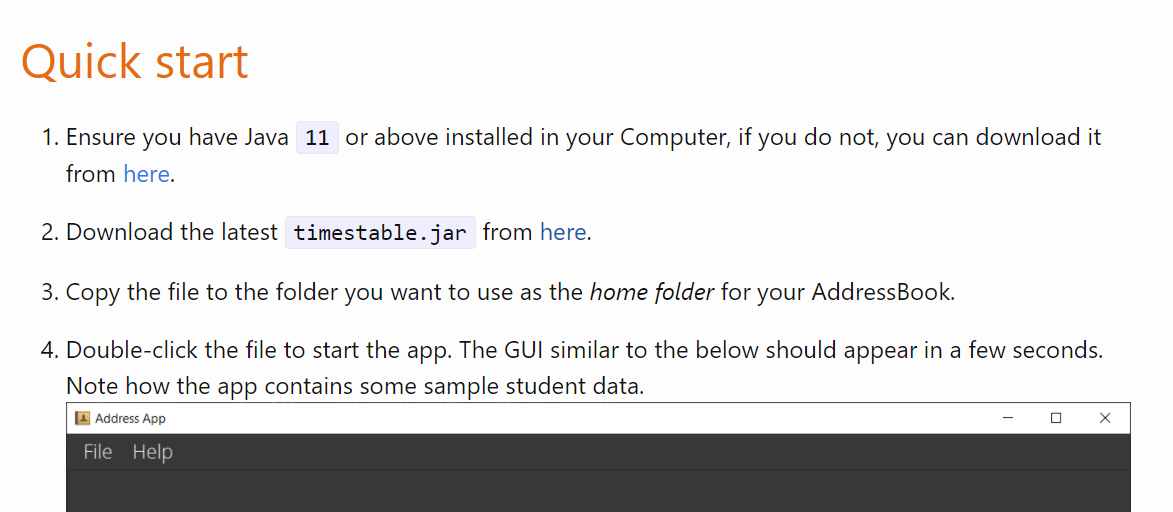 Quick start
1. Ensure you have Java 11 or above installed in your Computer, if you do not, you can download it
from here.
2. Download the latest timestable.jar from here.
3. Copy the file to the folder you want to use as the home folder for your AddressBook.
4. Double-click the file to start the app. The GUI similar to the below should appear in a few seconds.
Note how the app contains some sample student data.
Address App
File Help